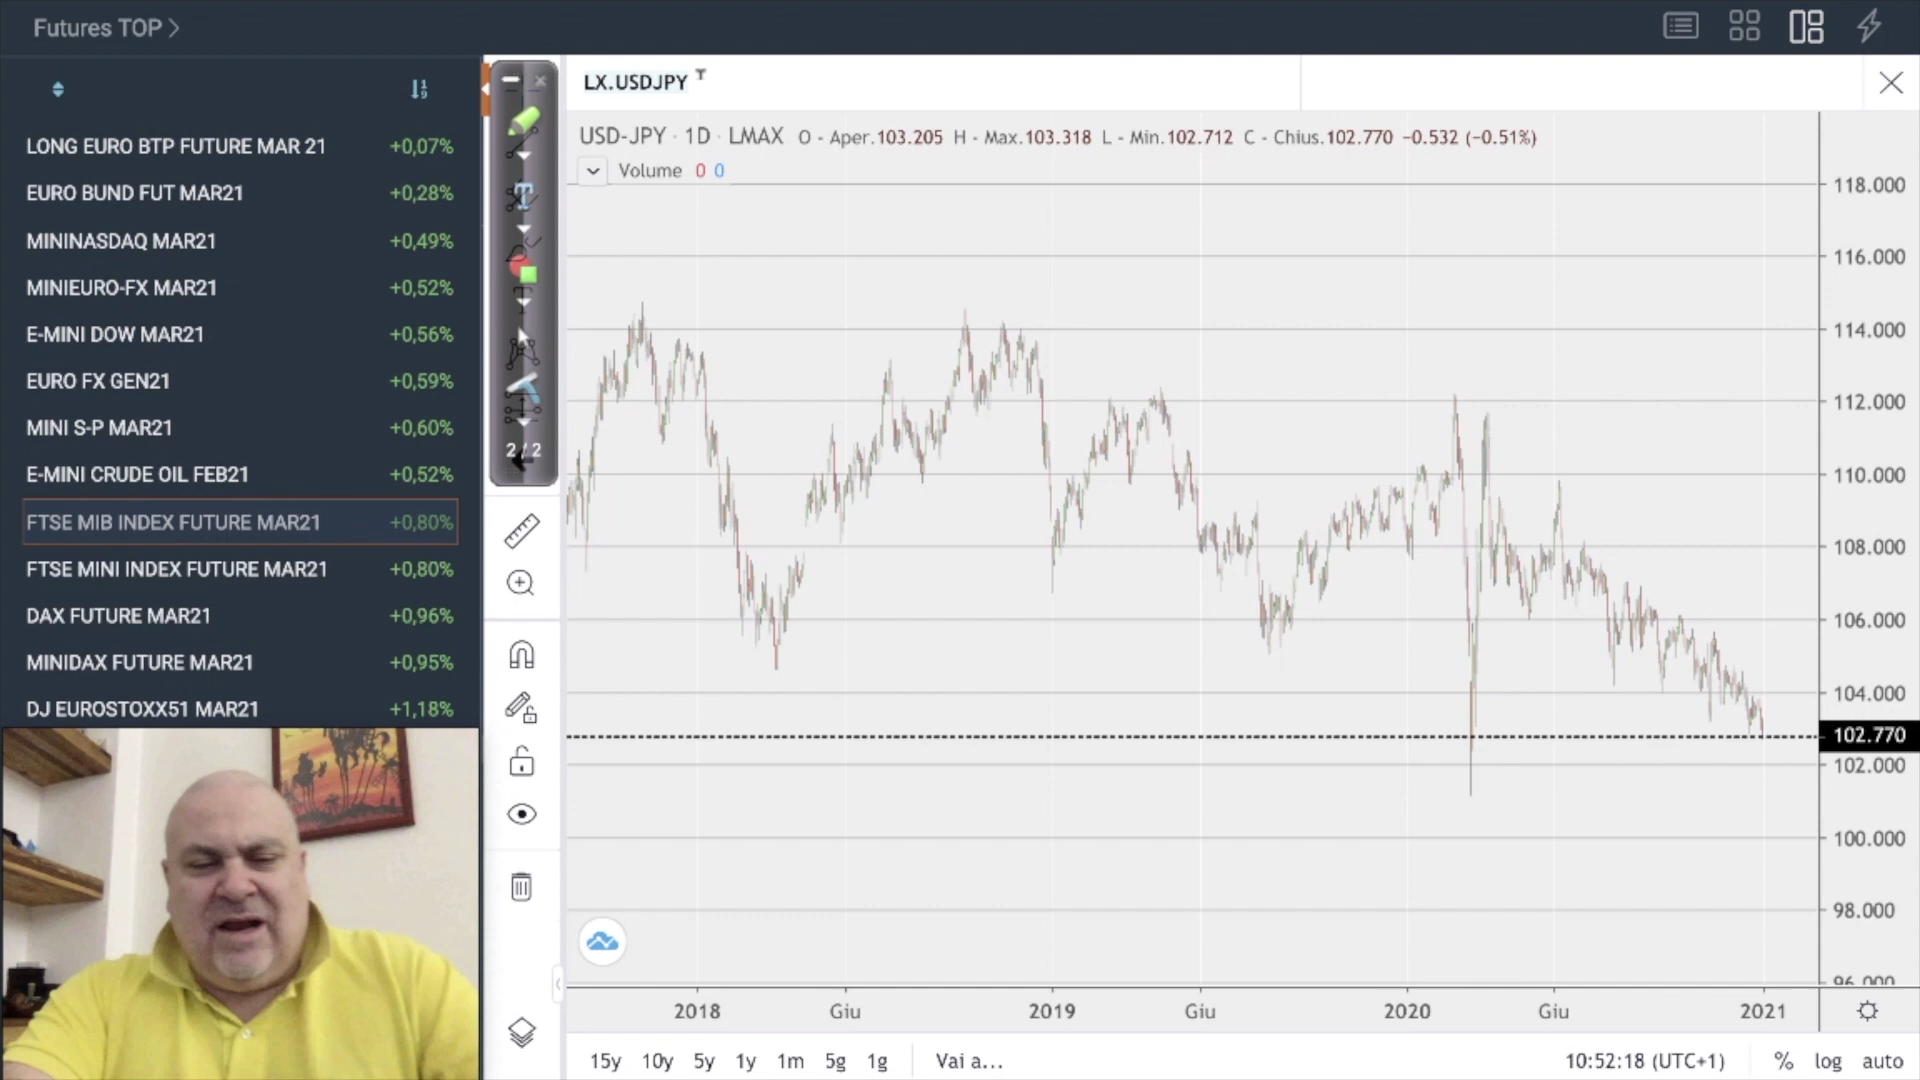 Futures TOP >
LONG EURO BTP FUTURE MAR 21 +0,07%
EURO BUND FUT MAR21 +0,28%
MININASDAQ MAR21 +0,49%
MINIEURO-FX MAR21 +0,52%
E-MINI DOW MAR21 +0,56%
EURO FX GEN21 +0,59%
MINI S-P MAR21 +0,60%
E-MINI CRUDE OIL FEB21 +0,52%
FTSE MIB INDEX FUTURE MAR21 +0,80%
FTSE MINI INDEX FUTURE MAR21 +0,80%
DAX FUTURE MAR21 +0,96%
MINIDAX FUTURE MAR21 +0,95%
DJ EUROSTOXX51 MAR21 +1,18%
2/2
LX.USDJPY T
USD-JPY · 1D · LMAX O - Aper.103.205 H - Max.103.318 L - Min.102.712 C - Chius.102.770 −0.532 (−0.51%)
Volume 0 0
118.000
116.000
114.000
112.000
110.000
108.000
106.000
104.000
102.770
102.000
100.000
98.000
96.000
2018 Giu 2019 Giu 2020 Giu 2021
15y 10y 5y 1y 1m 5g 1g Vai a... 10:52:18 (UTC+1) % log auto